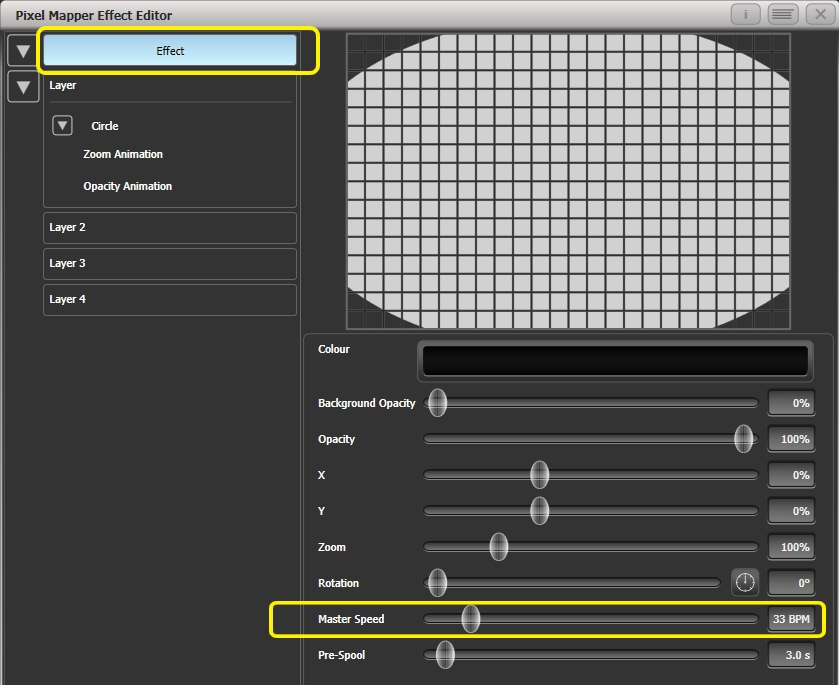 Pixel Mapper Effect Editor
Effect
Layer
Circle
Zoom Animation
Opacity Animation
Layer 2
Layer 3
Layer 4
Colour
Background Opacity 0%
Opacity 100%
X 0%
Y 0%
Zoom 100%
Rotation 0°
Master Speed 33 BPM
Pre-Spool 3.0 s